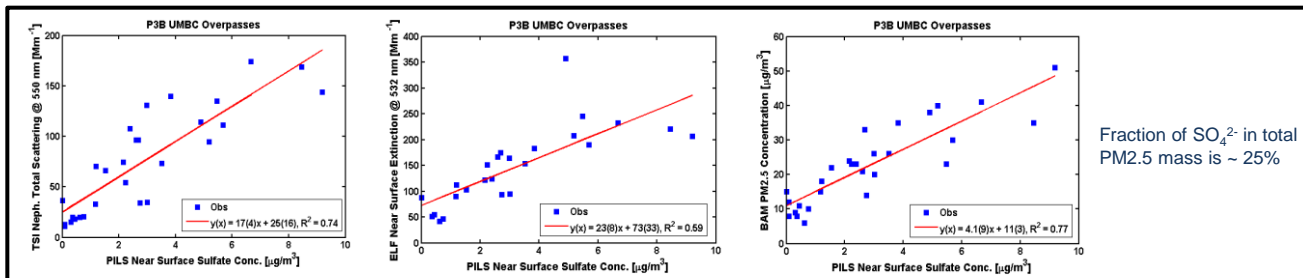 P3B UMBC Overpasses
TSI Neph. Total Scattering @ 550 nm [Mm⁻¹]
200
150
100
50
0
0 2 4 6 8 10
Obs
y(x) = 17(4)x + 25(16), R² = 0.74
PILS Near Surface Sulfate Conc. [µg/m³]
P3B UMBC Overpasses
ELF Near Surface Extinction @ 532 nm [Mm⁻¹]
400
350
300
250
200
150
100
50
0
0 2 4 6 8 10
Obs
y(x) = 23(8)x + 73(33), R² = 0.59
PILS Near Surface Sulfate Conc. [µg/m³]
P3B UMBC Overpasses
BAM PM2.5 Concentration [µg/m³]
60
50
40
30
20
10
0
0 2 4 6 8 10
Obs
y(x) = 4.1(9)x + 11(3), R² = 0.77
PILS Near Surface Sulfate Conc. [µg/m³]
Fraction of SO₄²⁻ in total
PM2.5 mass is ~ 25%